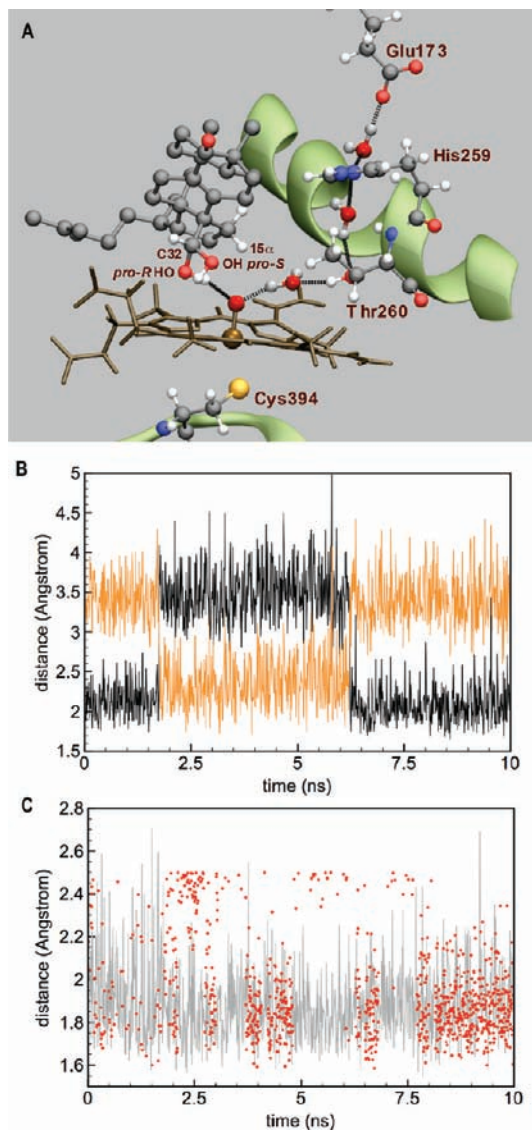 A
Glu173
His259
C32
15α
OH pro-S
pro-R HO
Thr260
Cys394
B
5
4.5
4
3.5
3
2.5
2
1.5
distance (Angstrom)
0
2.5
5
7.5
10
time (ns)
C
2.8
2.6
2.4
2.2
2
1.8
1.6
distance (Angstrom)
0
2.5
5
7.5
10
time (ns)